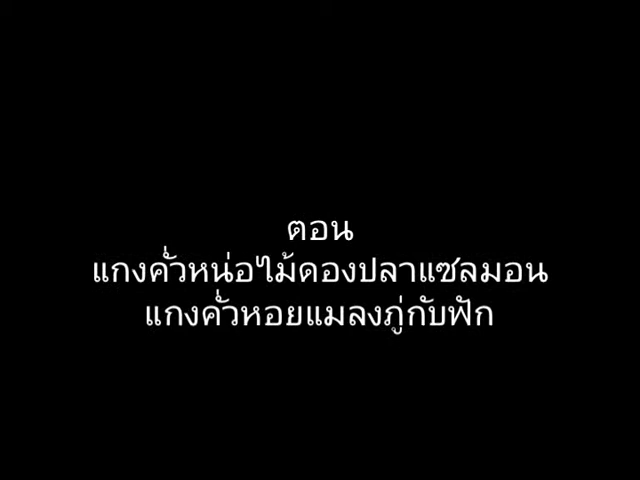 ตอน
แกงคั่วหน่อไม้ดองปลาแซลมอน
แกงคั่วหอยแมลงภู่กับฟัก